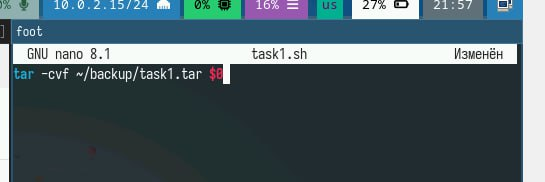 % 10.0.2.15/24 0% 16% us 27% 21:57
foot
GNU nano 8.1 task1.sh Изменён
tar -cvf ~/backup/task1.tar $0